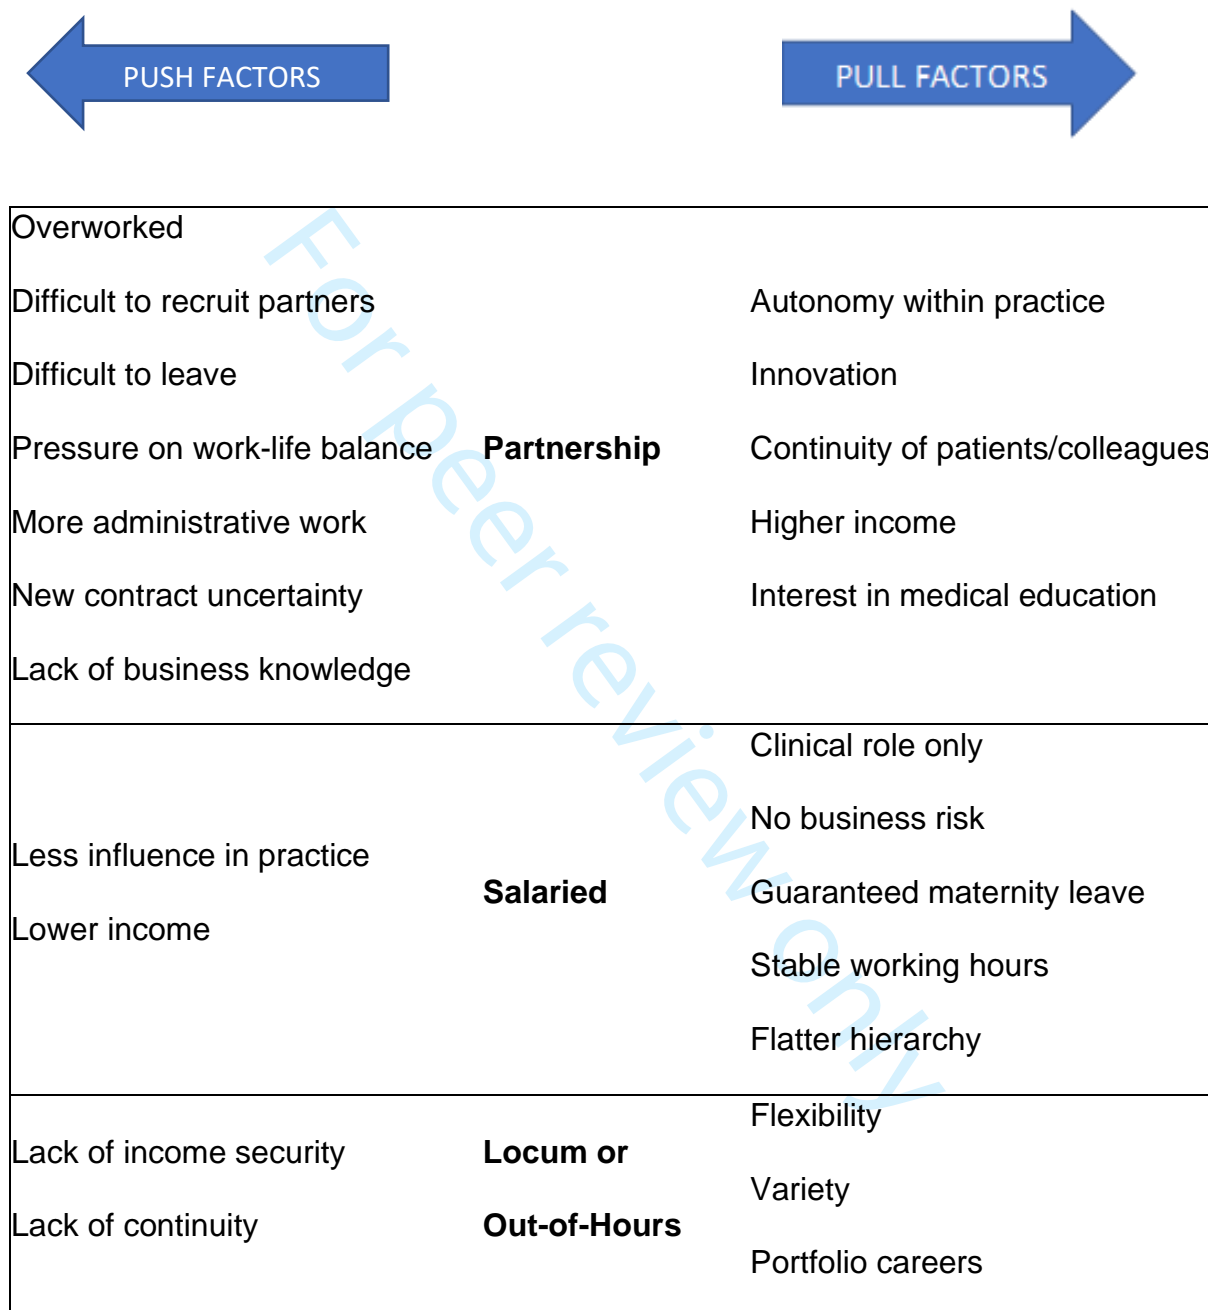 PUSH FACTORS
PULL FACTORS
Overworked
Difficult to recruit partners
Difficult to leave
Pressure on work-life balance
More administrative work
New contract uncertainty
Lack of business knowledge
Partnership
Autonomy within practice
Innovation
Continuity of patients/colleagues
Higher income
Interest in medical education
Less influence in practice
Lower income
Salaried
Clinical role only
No business risk
Guaranteed maternity leave
Stable working hours
Flatter hierarchy
Lack of income security
Lack of continuity
Locum or
Out-of-Hours
Flexibility
Variety
Portfolio careers
For peer review only